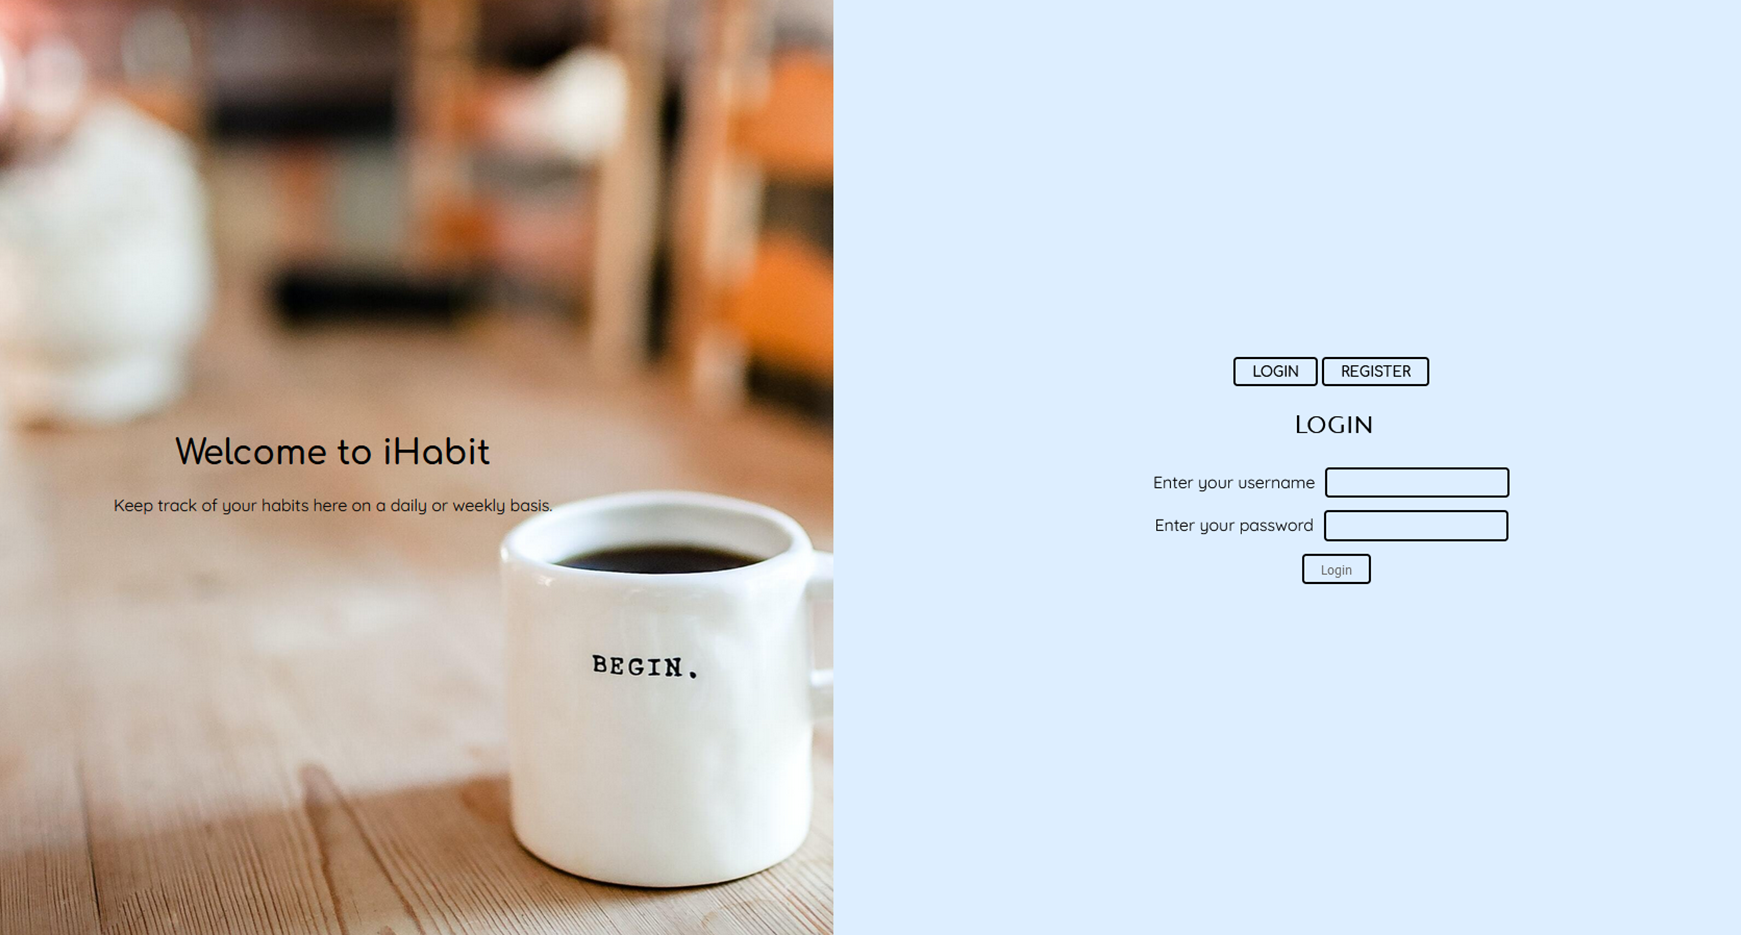 Welcome to iHabit
Keep track of your habits here on a daily or weekly basis.
BEGIN.
LOGIN REGISTER
LOGIN
Enter your username
Enter your password
Login